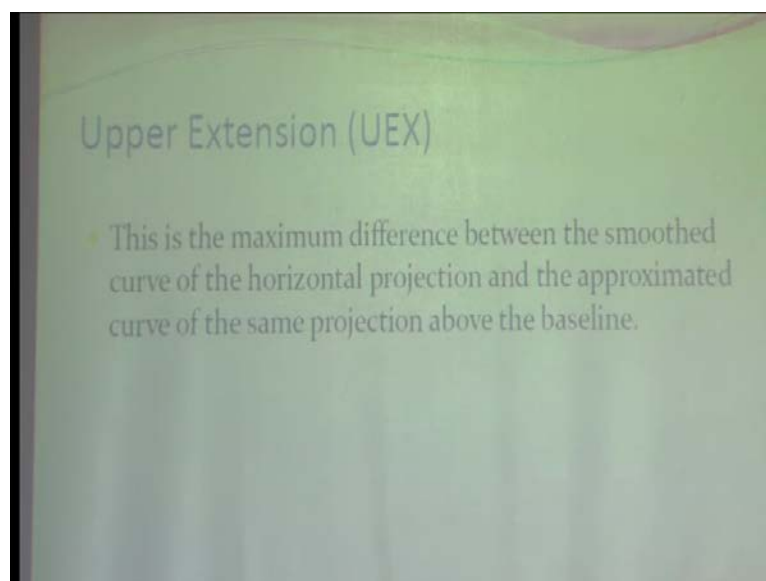 Upper Extension (UEX)
This is the maximum difference between the smoothed
curve of the horizontal projection and the approximated
curve of the same projection above the baseline.